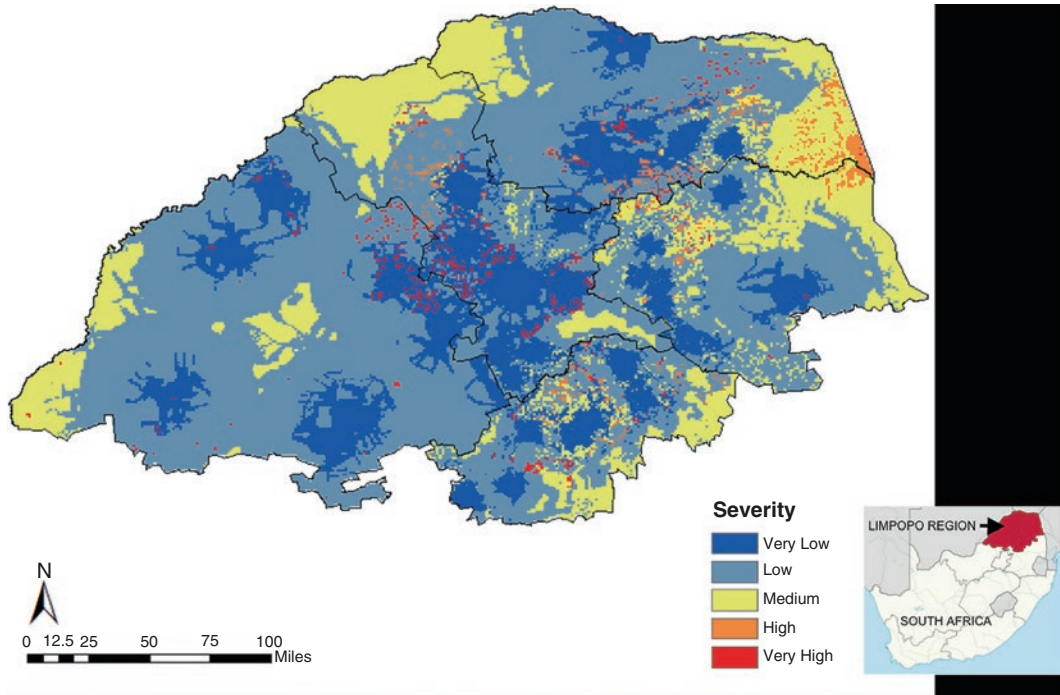 Severity
Very Low
Low
Medium
High
Very High
N
0 12.5 25 50 75 100
Miles
LIMPOPO REGION
SOUTH AFRICA